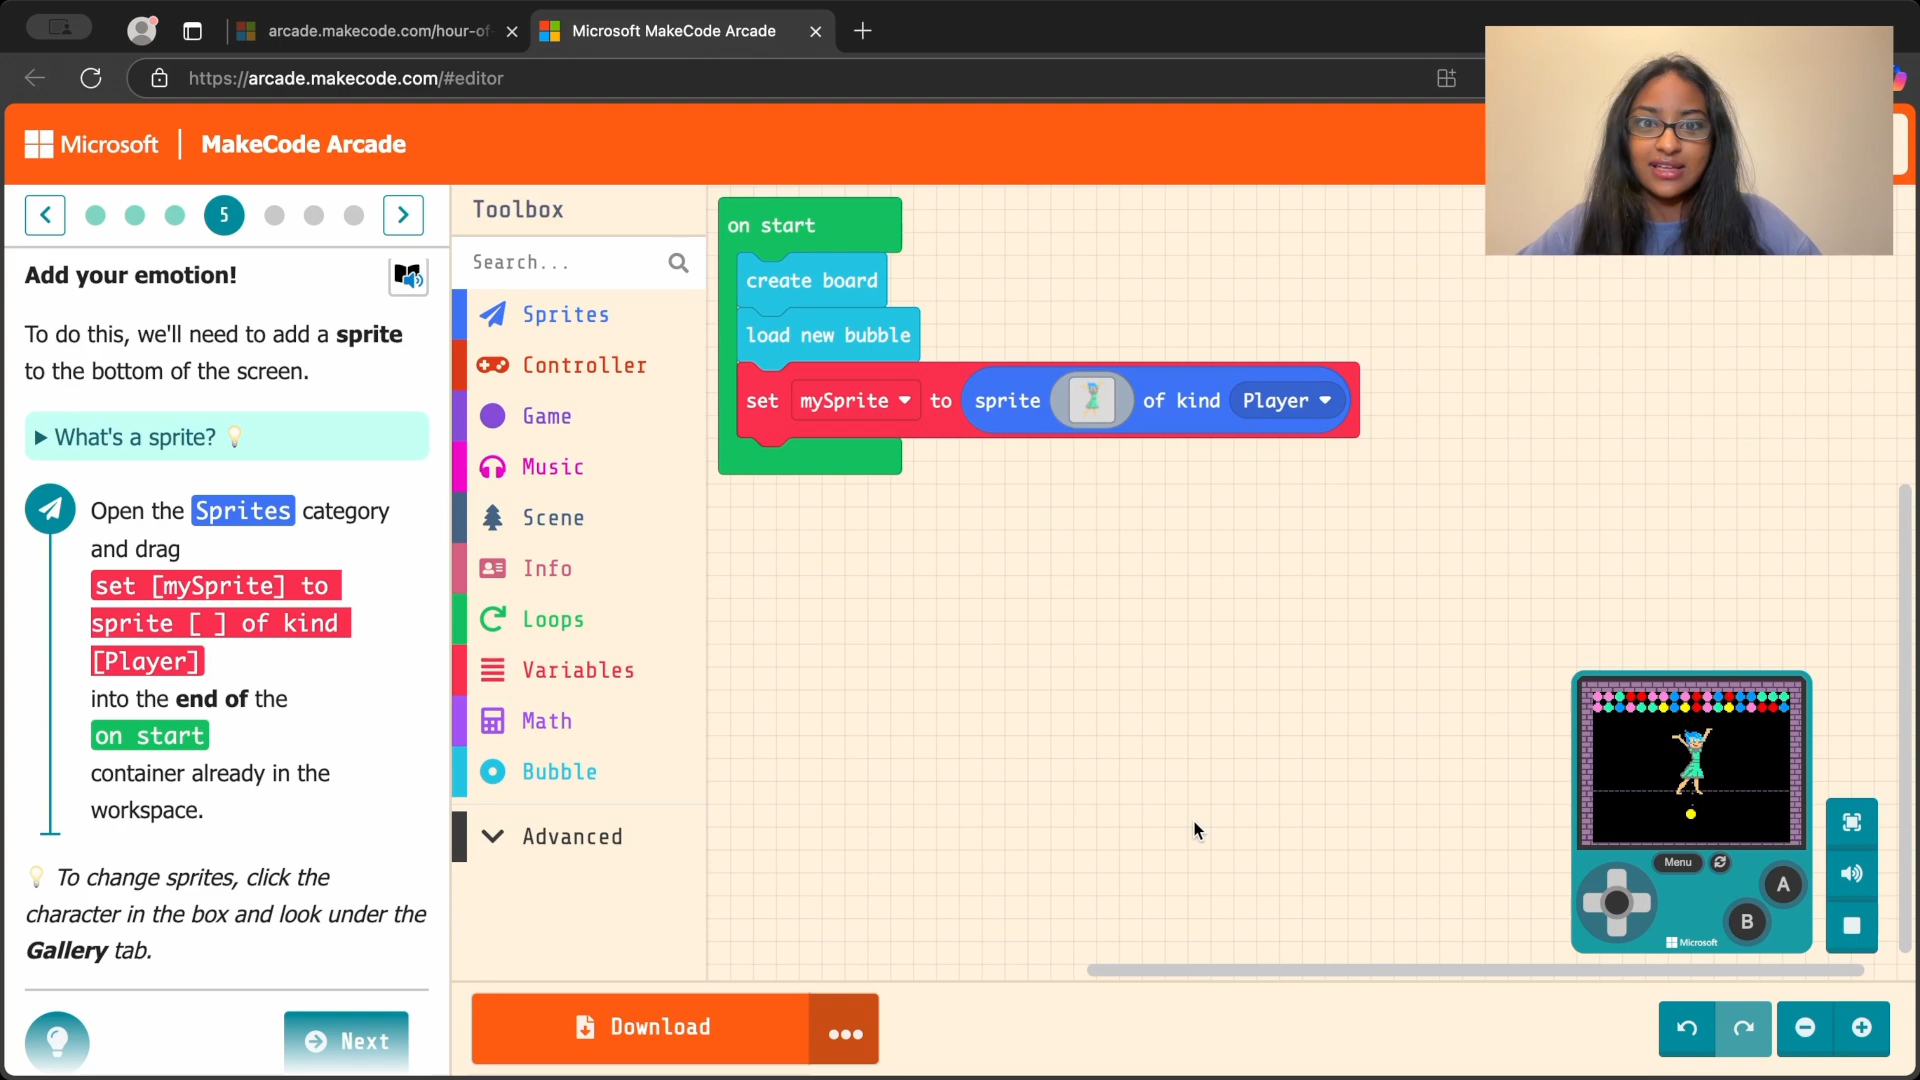 arcade.makecode.com/hour-of-
Microsoft MakeCode Arcade
https://arcade.makecode.com/#editor
Microsoft
MakeCode Arcade
5
Add your emotion!
To do this, we'll need to add a sprite
to the bottom of the screen.
What's a sprite?
Open the Sprites category
and drag
set [mySprite] to
sprite [ ] of kind
[Player]
into the end of the
on start
container already in the
workspace.
To change sprites, click the
character in the box and look under the
Gallery tab.
Next
Toolbox
Search...
Sprites
Controller
Game
Music
Scene
Info
Loops
Variables
Math
Bubble
Advanced
on start
create board
load new bubble
set mySprite to sprite of kind Player
Menu
A
B
Microsoft
Download